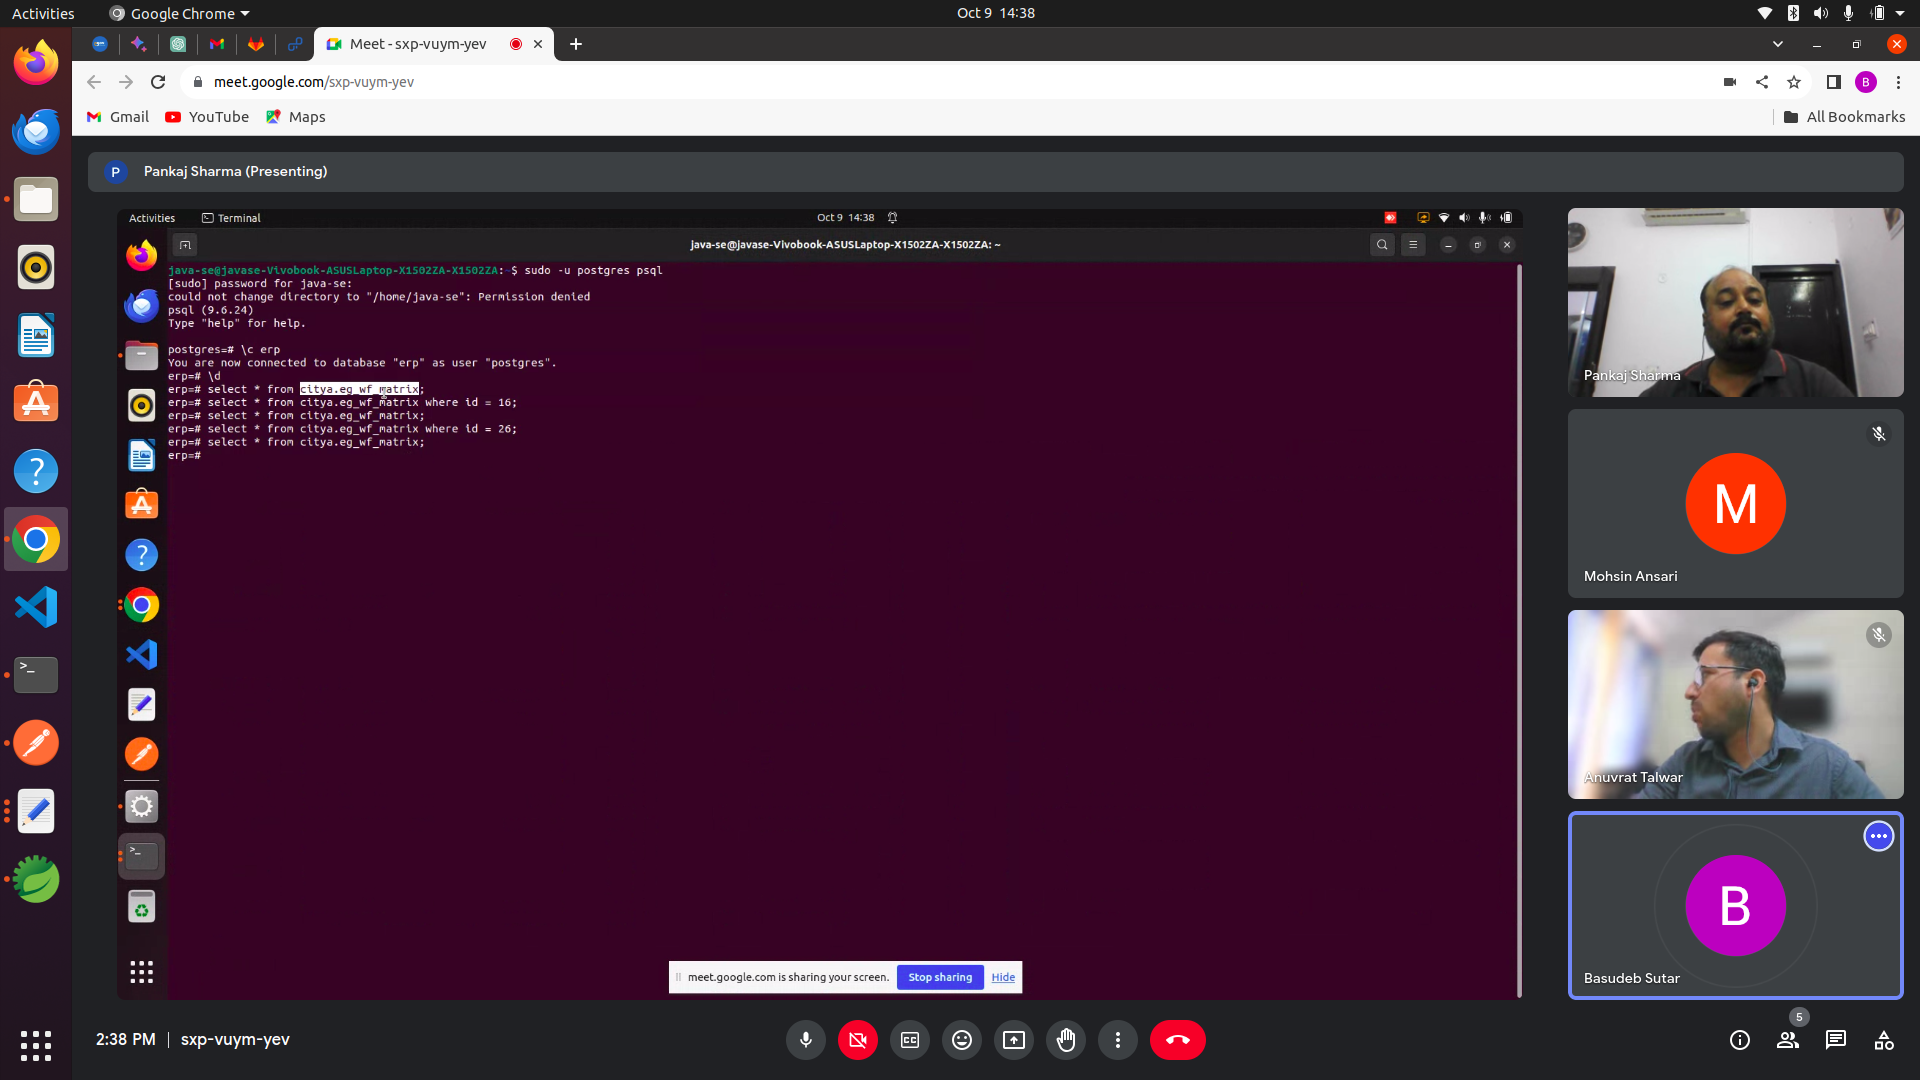 Activities
Google Chrome
Oct 9 14:38
Meet - sxp-vuym-yev
meet.google.com/sxp-vuym-yev
B
Gmail
YouTube
Maps
All Bookmarks
P
Pankaj Sharma (Presenting)
Activities
Terminal
Oct 9 14:38
java-se@javase-Vivobook-ASUSLaptop-X1502ZA-X1502ZA: ~
java-se@javase-Vivobook-ASUSLaptop-X1502ZA-X1502ZA:~$ sudo -u postgres psql
[sudo] password for java-se:
could not change directory to "/home/java-se": Permission denied
psql (9.6.24)
Type "help" for help.
postgres=# \c erp
You are now connected to database "erp" as user "postgres".
erp=# \d
erp=# select * from citya.eg_wf_matrix;
erp=# select * from citya.eg_wf_matrix where id = 16;
erp=# select * from citya.eg_wf_matrix;
erp=# select * from citya.eg_wf_matrix where id = 26;
erp=# select * from citya.eg_wf_matrix;
erp=#
meet.google.com is sharing your screen.
Stop sharing
Hide
Pankaj Sharma
M
Mohsin Ansari
Anuvrat Talwar
B
Basudeb Sutar
2:38 PM | sxp-vuym-yev
CC
5